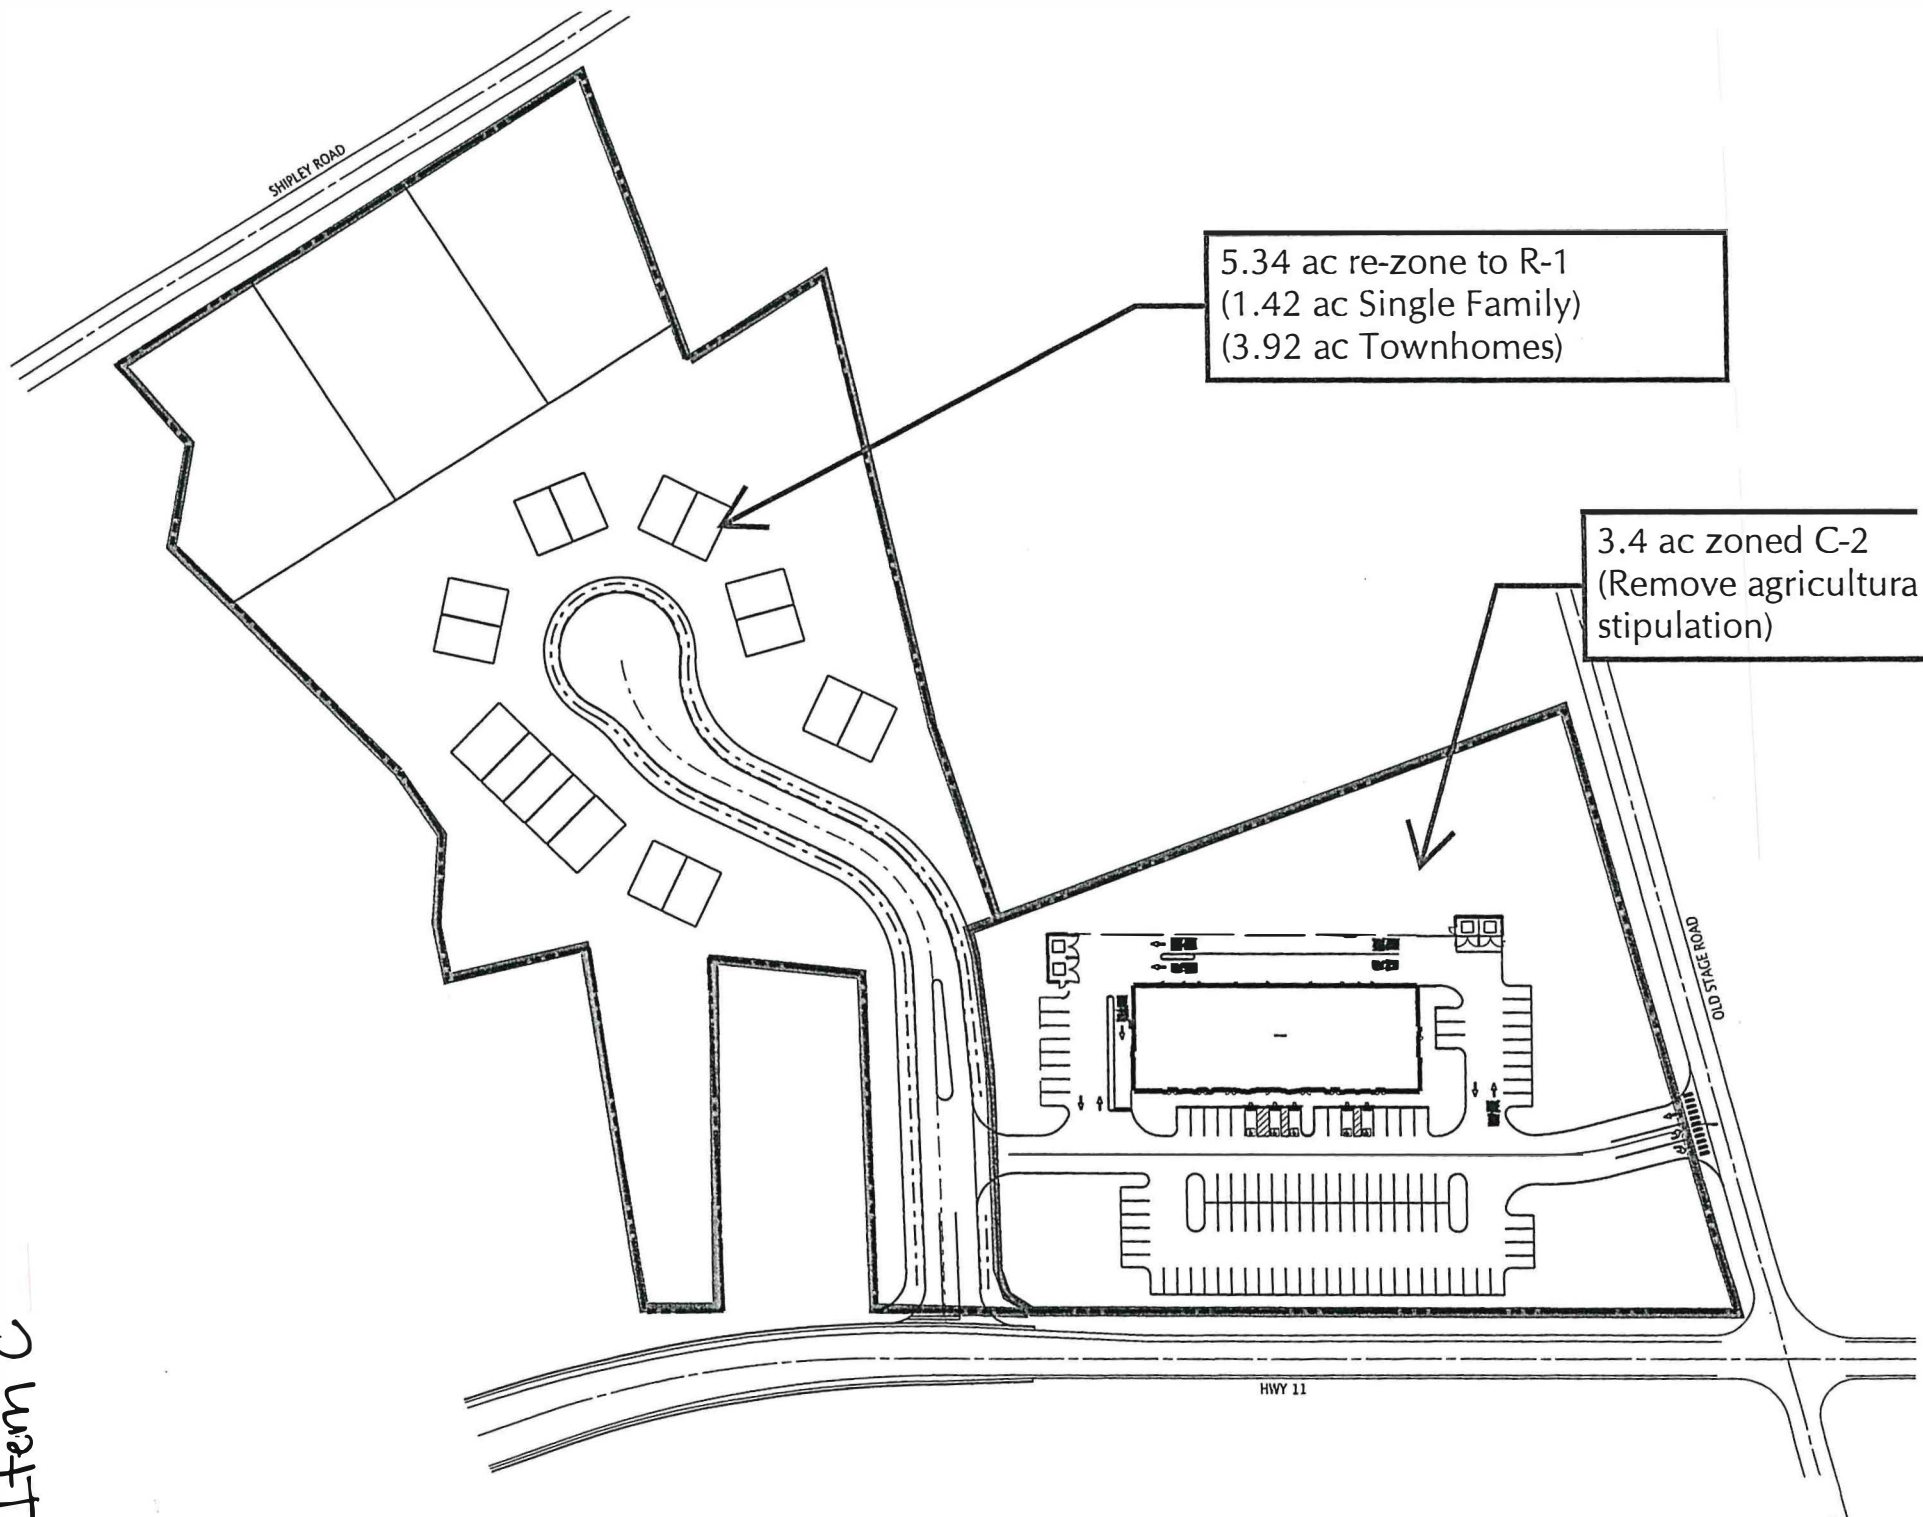 SHIPLEY ROAD
5.34 ac re-zone to R-1
(1.42 ac Single Family)
(3.92 ac Townhomes)
3.4 ac zoned C-2
(Remove agricultura
stipulation)
OLD STAGE ROAD
HWY 11
Item C